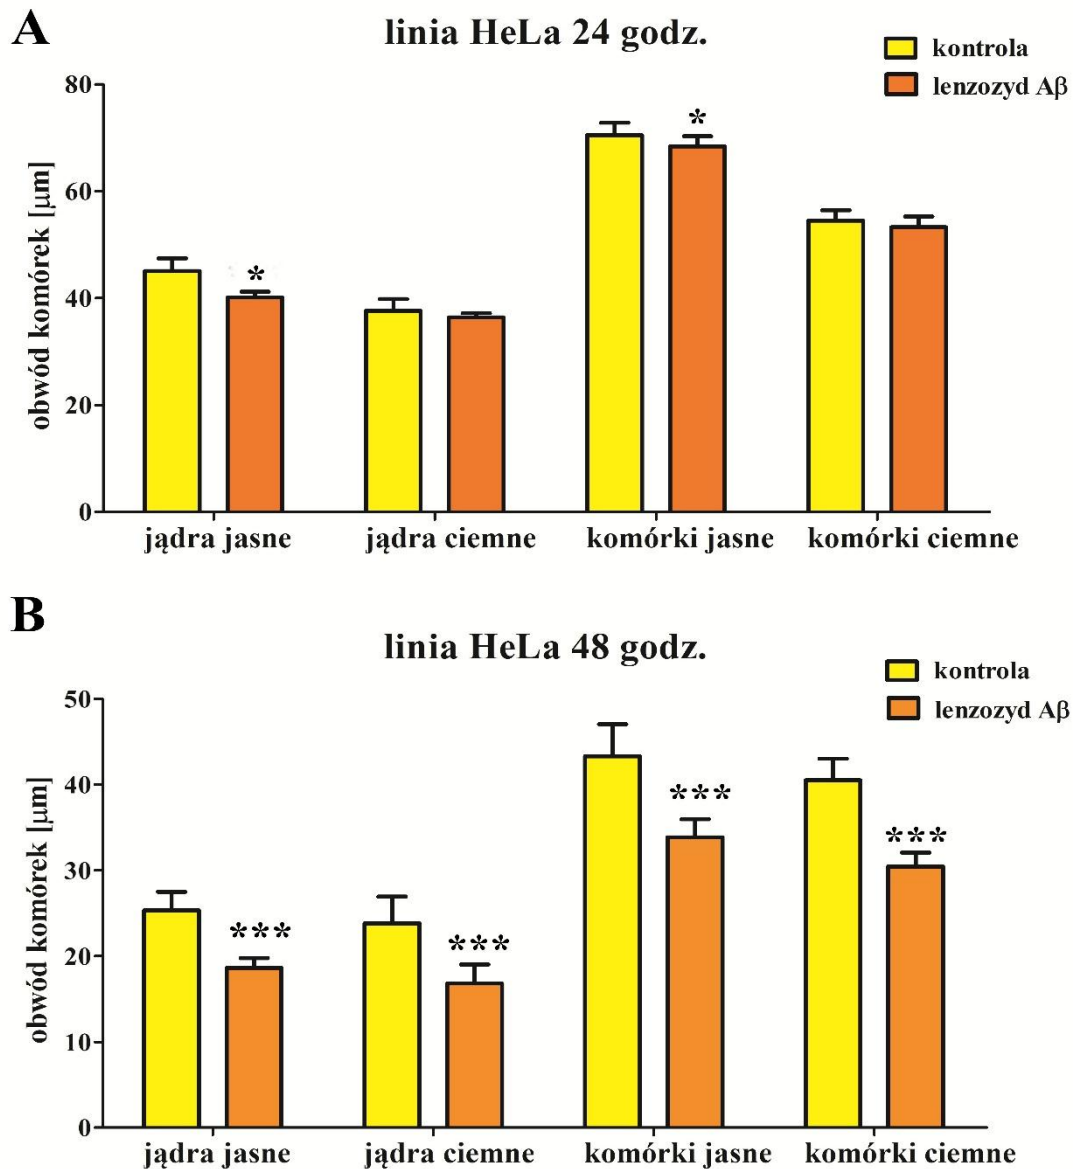 A
linia HeLa 24 godz.
kontrola
lenzozyd Aβ
obwód komórek [μm]
80
60
40
20
0
*
*
jądra jasne
jądra ciemne
komórki jasne
komórki ciemne
B
linia HeLa 48 godz.
kontrola
lenzozyd Aβ
obwód komórek [μm]
50
40
30
20
10
0
***
***
***
***
jądra jasne
jądra ciemne
komórki jasne
komórki ciemne